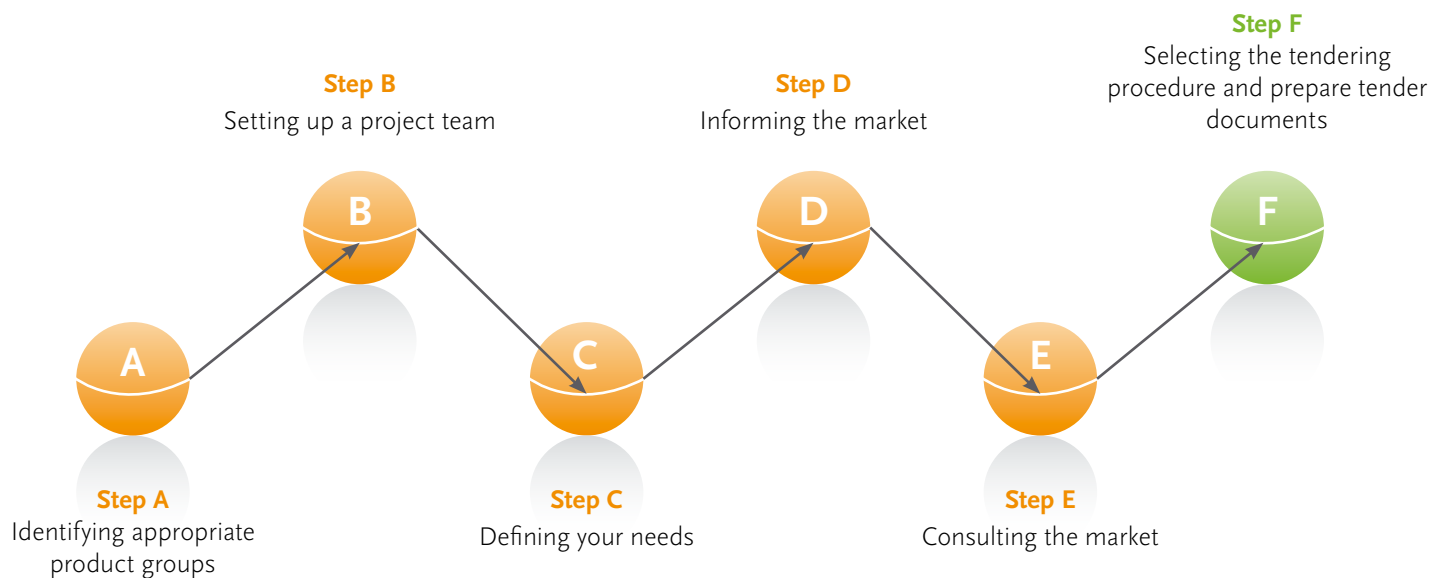 Step F
Selecting the tendering
procedure and prepare tender
documents
Step B
Setting up a project team
Step D
Informing the market
B
D
F
A
C
E
Step A
Identifying appropriate
product groups
Step C
Defining your needs
Step E
Consulting the market